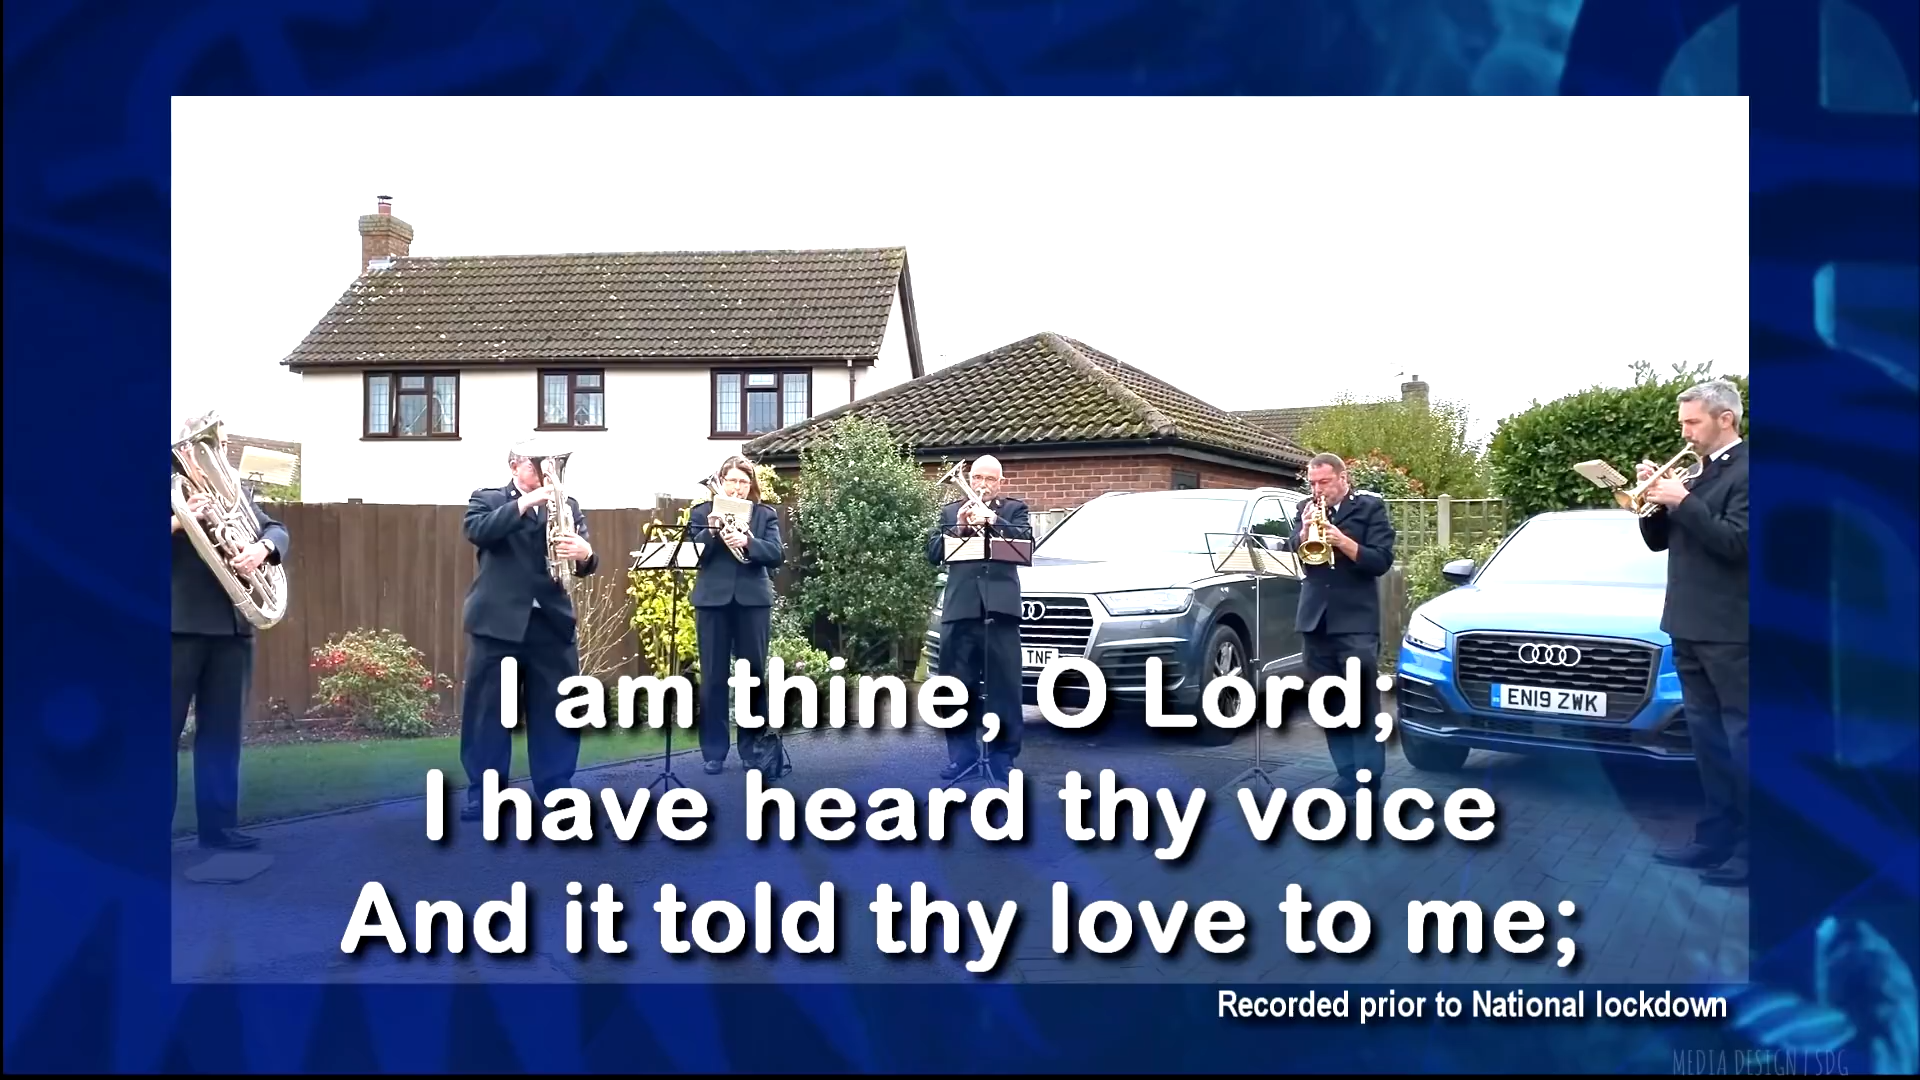 TNF
EN19 ZWK
I am thine, O Lord;
I have heard thy voice
And it told thy love to me;
Recorded prior to National lockdown
MEDIA DESIGN | SDG